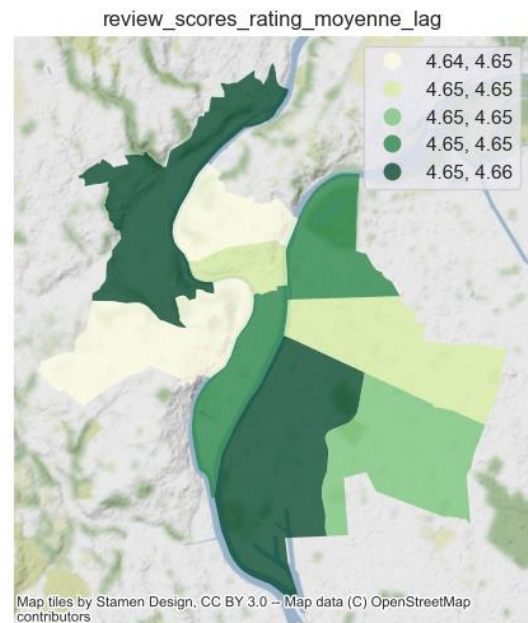 review_scores_rating_moyenne_lag
4.64, 4.65
4.65, 4.65
4.65, 4.65
4.65, 4.65
4.65, 4.66
Map tiles by Stamen Design, CC BY 3.0 -- Map data (C) OpenStreetMap
contributors